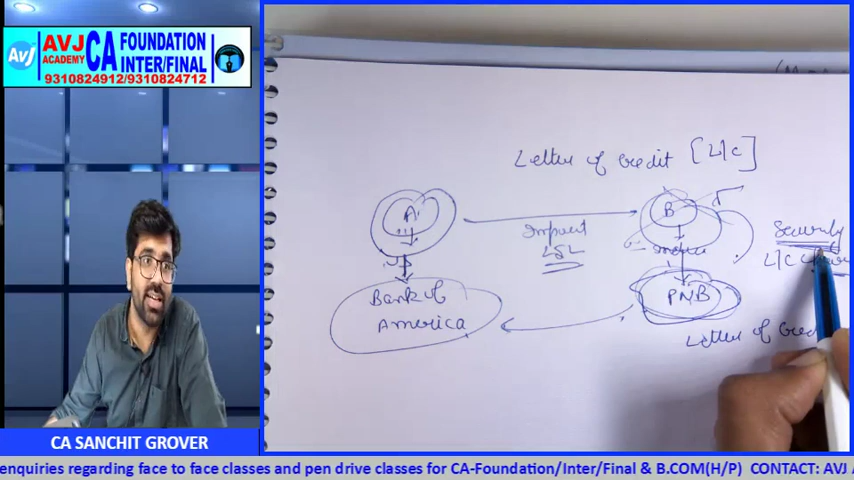 AVJ
ACADEMY
CA
FOUNDATION
INTER/FINAL
9310824912/9310824712
AVJ
Letter of Credit [L/C]
A
B
Import
L/C
Security
India
Bank of
America
PNB
Letter of
CA SANCHIT GROVER
enquiries regarding face to face classes and pen drive classes for CA-Foundation/Inter/Final & B.COM(H/P) CONTACT: AVJ